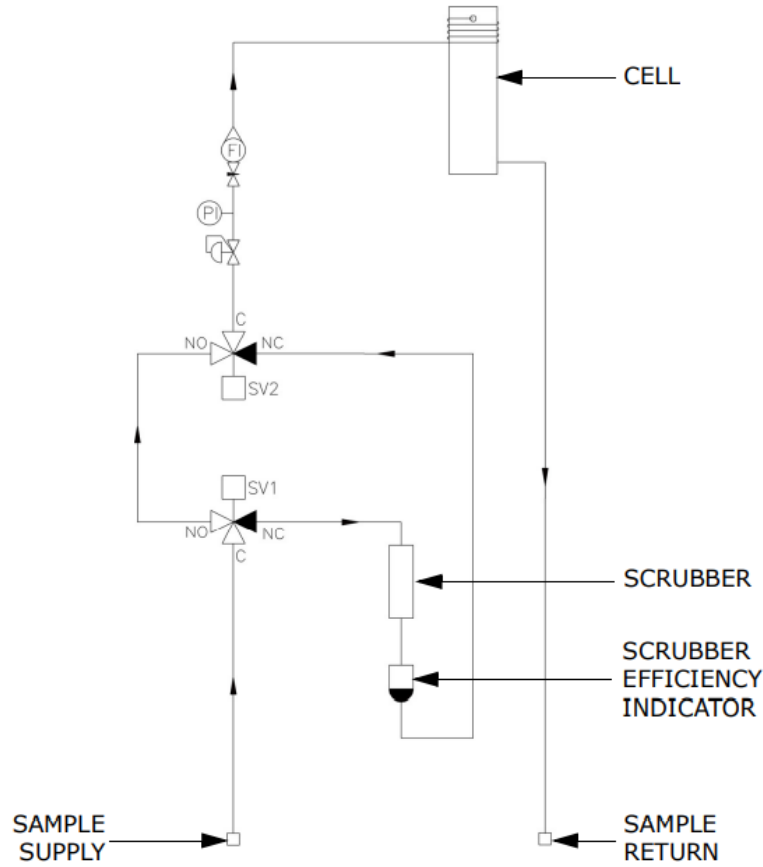 CELL
FI
PI
C
NO
NC
SV2
SV1
NO
NC
C
SCRUBBER
SCRUBBER
EFFICIENCY
INDICATOR
SAMPLE
SUPPLY
SAMPLE
RETURN